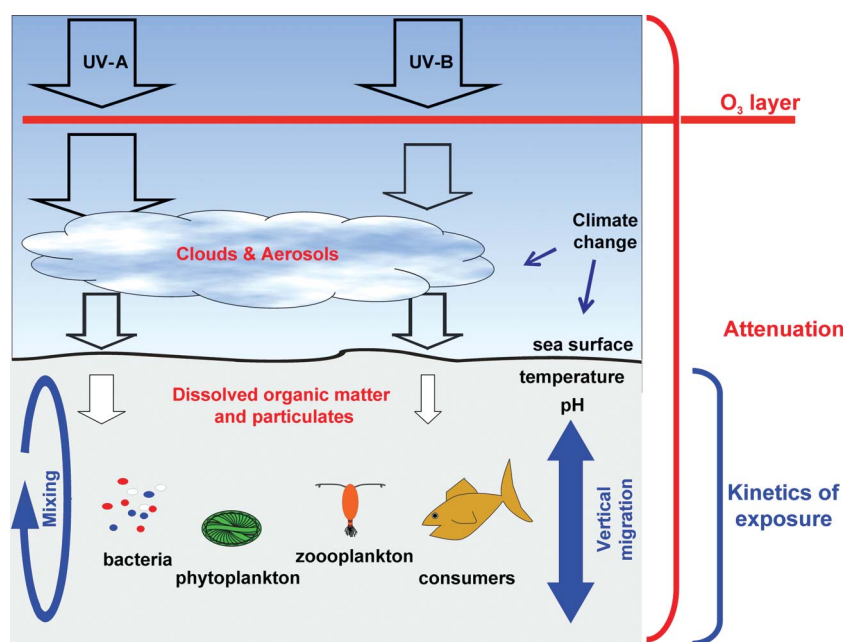 UV-A
UV-B
O₃ layer
Climate
change
Clouds & Aerosols
Attenuation
sea surface
temperature
pH
Dissolved organic matter
and particulates
Mixing
Vertical
migration
Kinetics of
exposure
bacteria
phytoplankton
zoooplankton
consumers